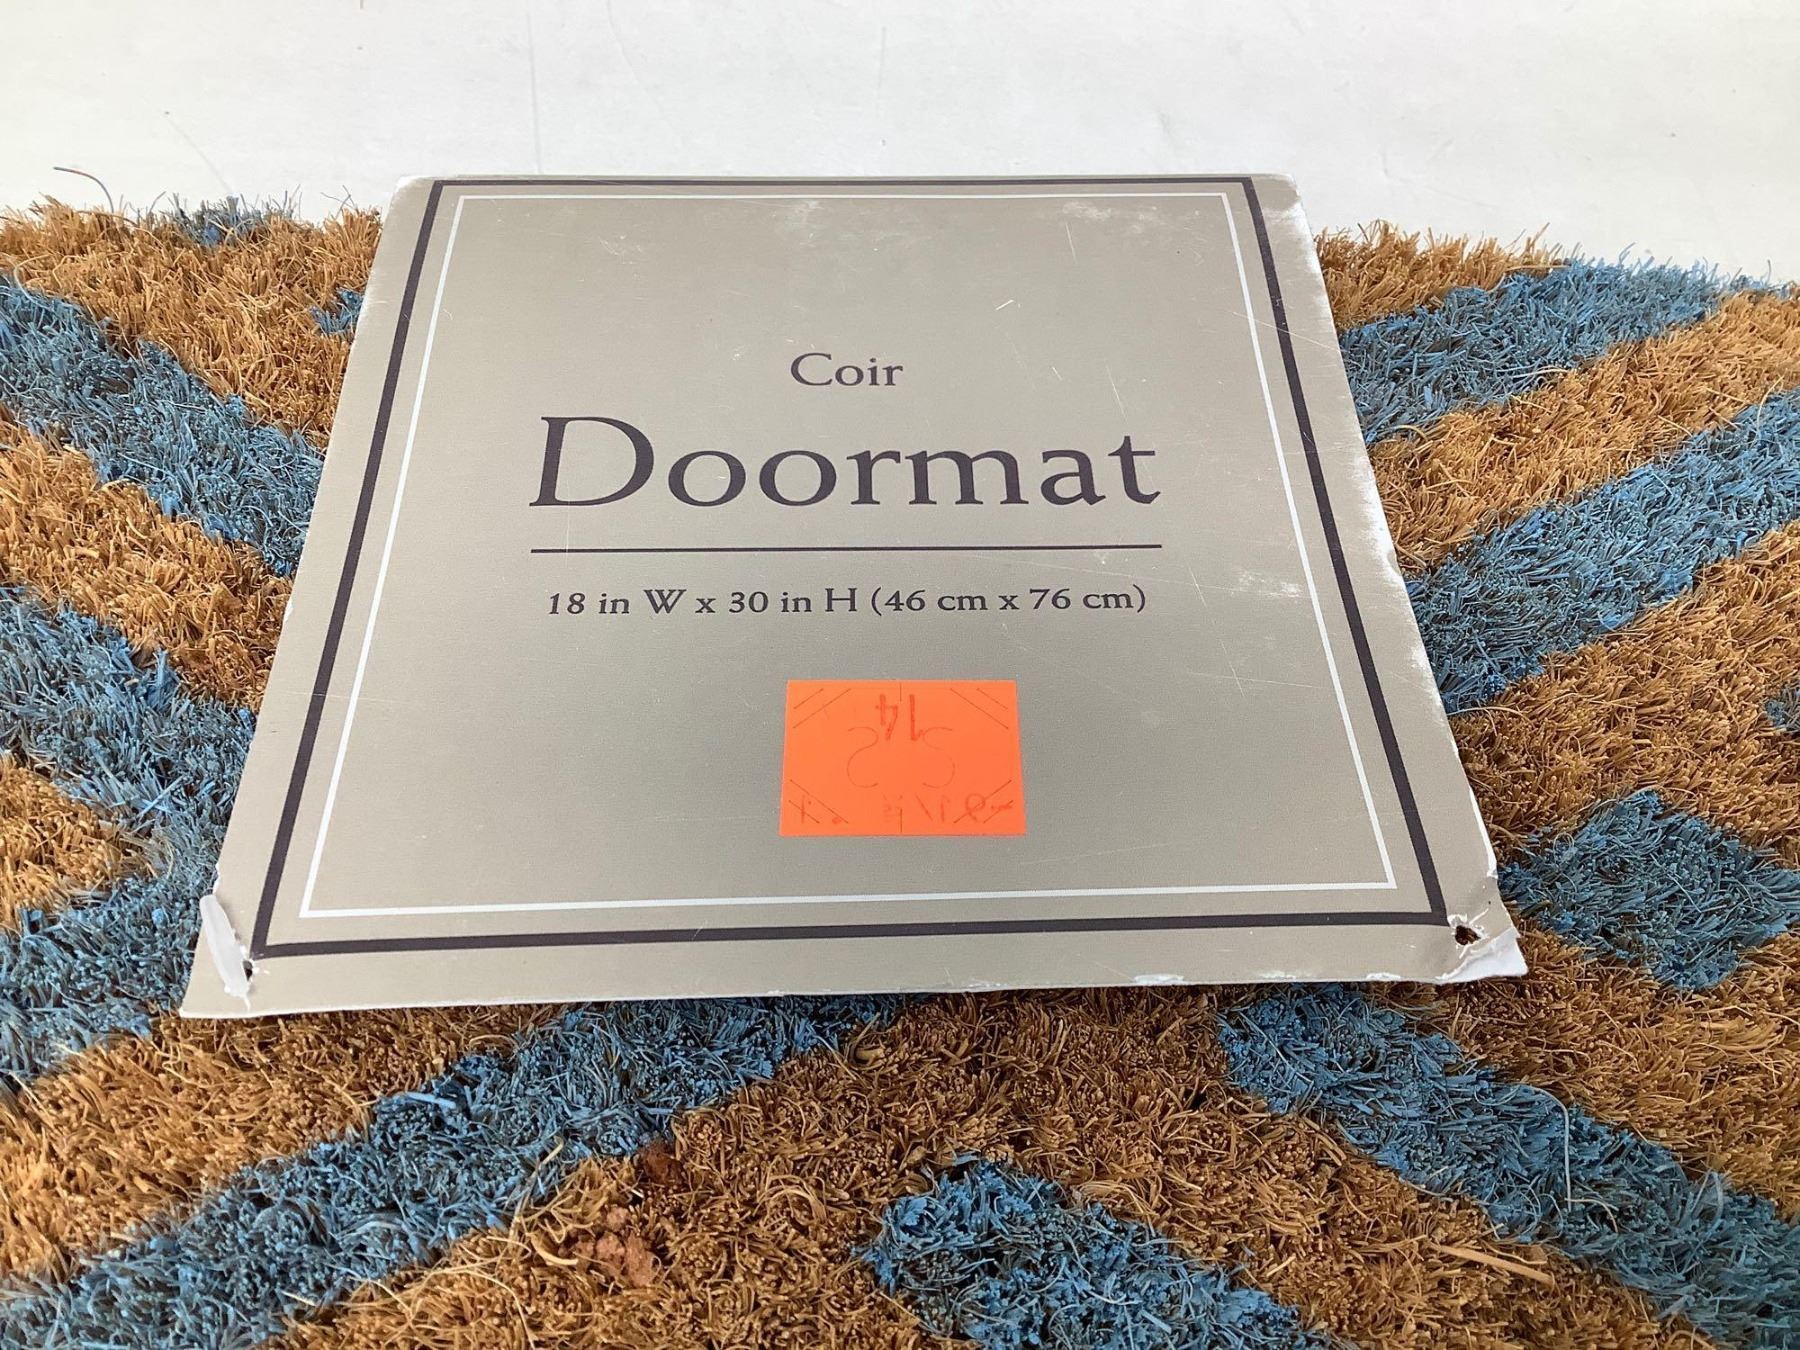 Coir
Doormat
18 in W x 30 in H (46 cm x 76 cm)
14